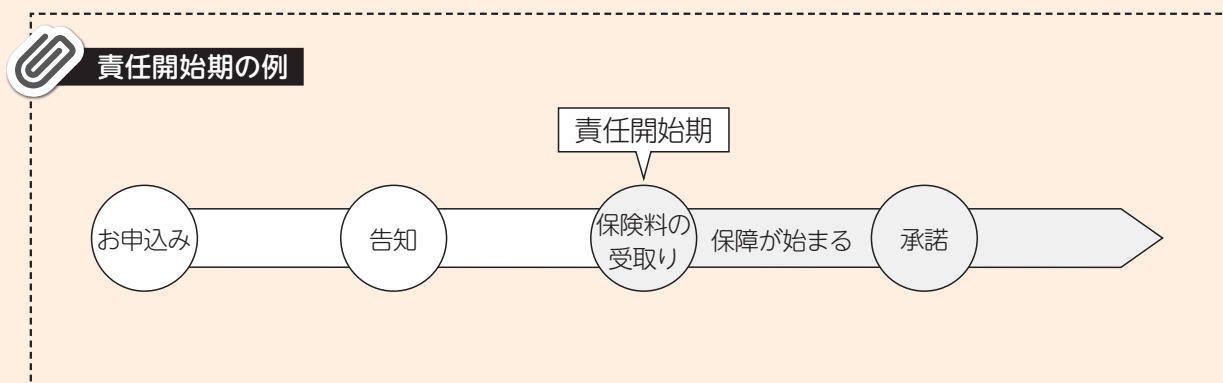 責任開始期の例
責任開始期
お申込み
告知
保険料の
受取り
保障が始まる
承諾